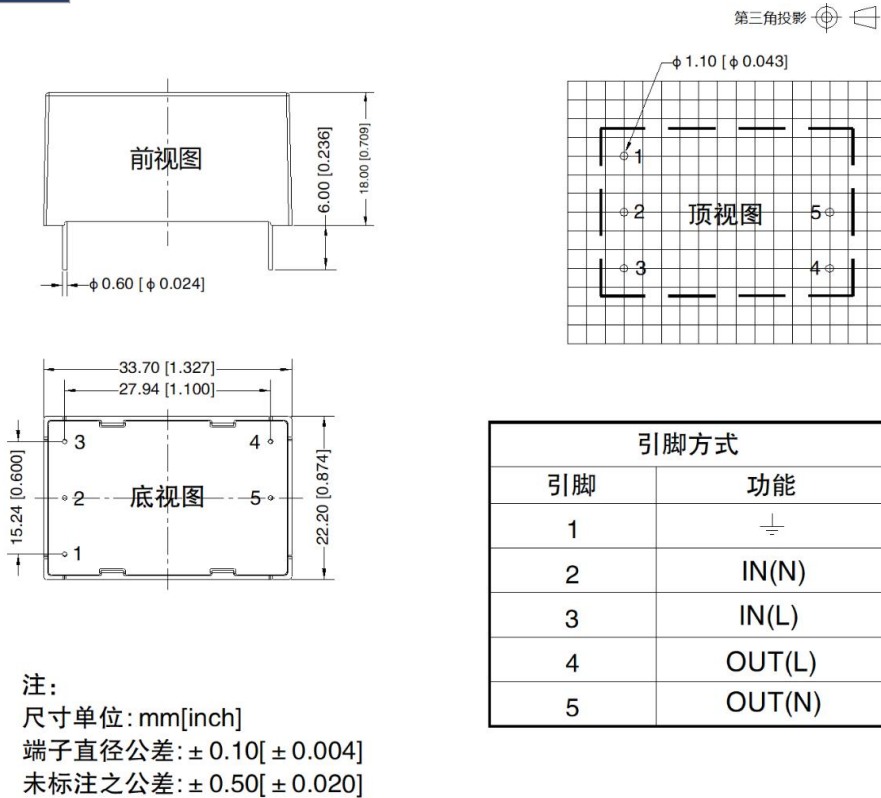 第三角投影
前视图
6.00 [0.236]
18.00 [0.709]
ϕ 0.60 [ ϕ 0.024]
ϕ 1.10 [ ϕ 0.043]
1
2
顶视图
5
3
4
33.70 [1.327]
27.94 [1.100]
3
4
15.24 [0.600]
2
底视图
5
22.20 [0.874]
1
引脚方式
引脚
功能
1
⏚
2
IN(N)
3
IN(L)
4
OUT(L)
5
OUT(N)
注:
尺寸单位: mm[inch]
端子直径公差: ± 0.10[ ± 0.004]
未标注之公差: ± 0.50[ ± 0.020]